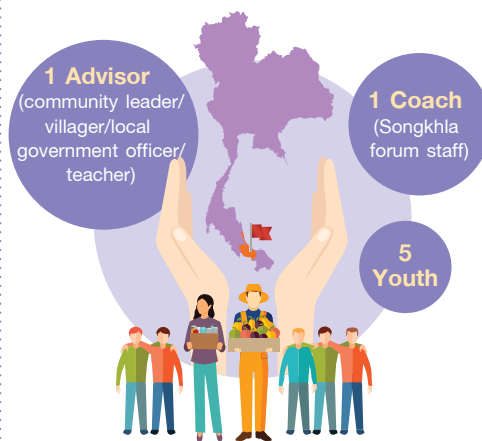 1 Advisor
(community leader/
villager/local
government officer/
teacher)
1 Coach
(Songkhla
forum staff)
5
Youth